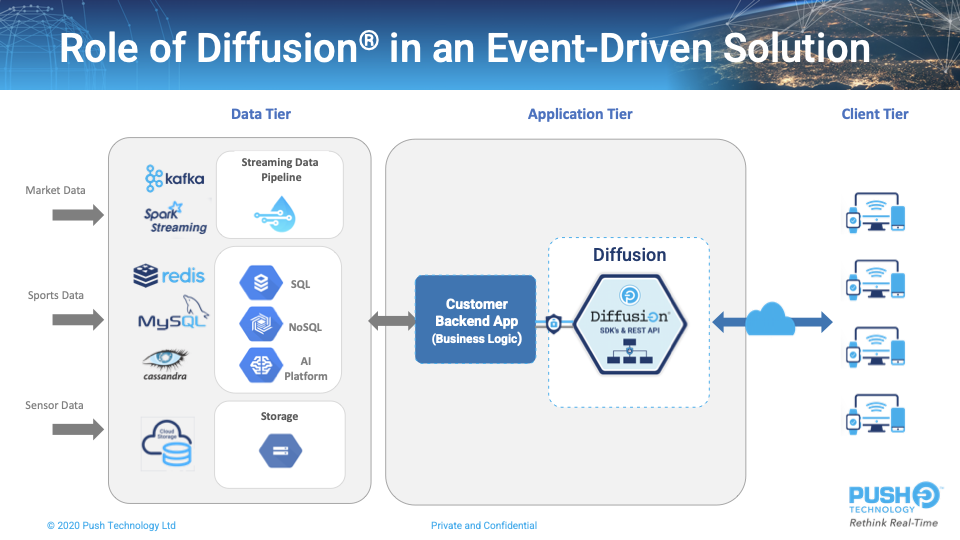 Role of Diffusion® in an Event-Driven Solution
Data Tier
Application Tier
Client Tier
Market Data
Sports Data
Sensor Data
kafka
Spark
Streaming
Streaming Data
Pipeline
redis
MySQL
cassandra
SQL
NoSQL
AI
Platform
Cloud
Storage
Storage
Customer
Backend App
(Business Logic)
Diffusion
Diffusion®
SDK's & REST API
PUSH
TECHNOLOGY™
Rethink Real-Time
© 2020 Push Technology Ltd
Private and Confidential